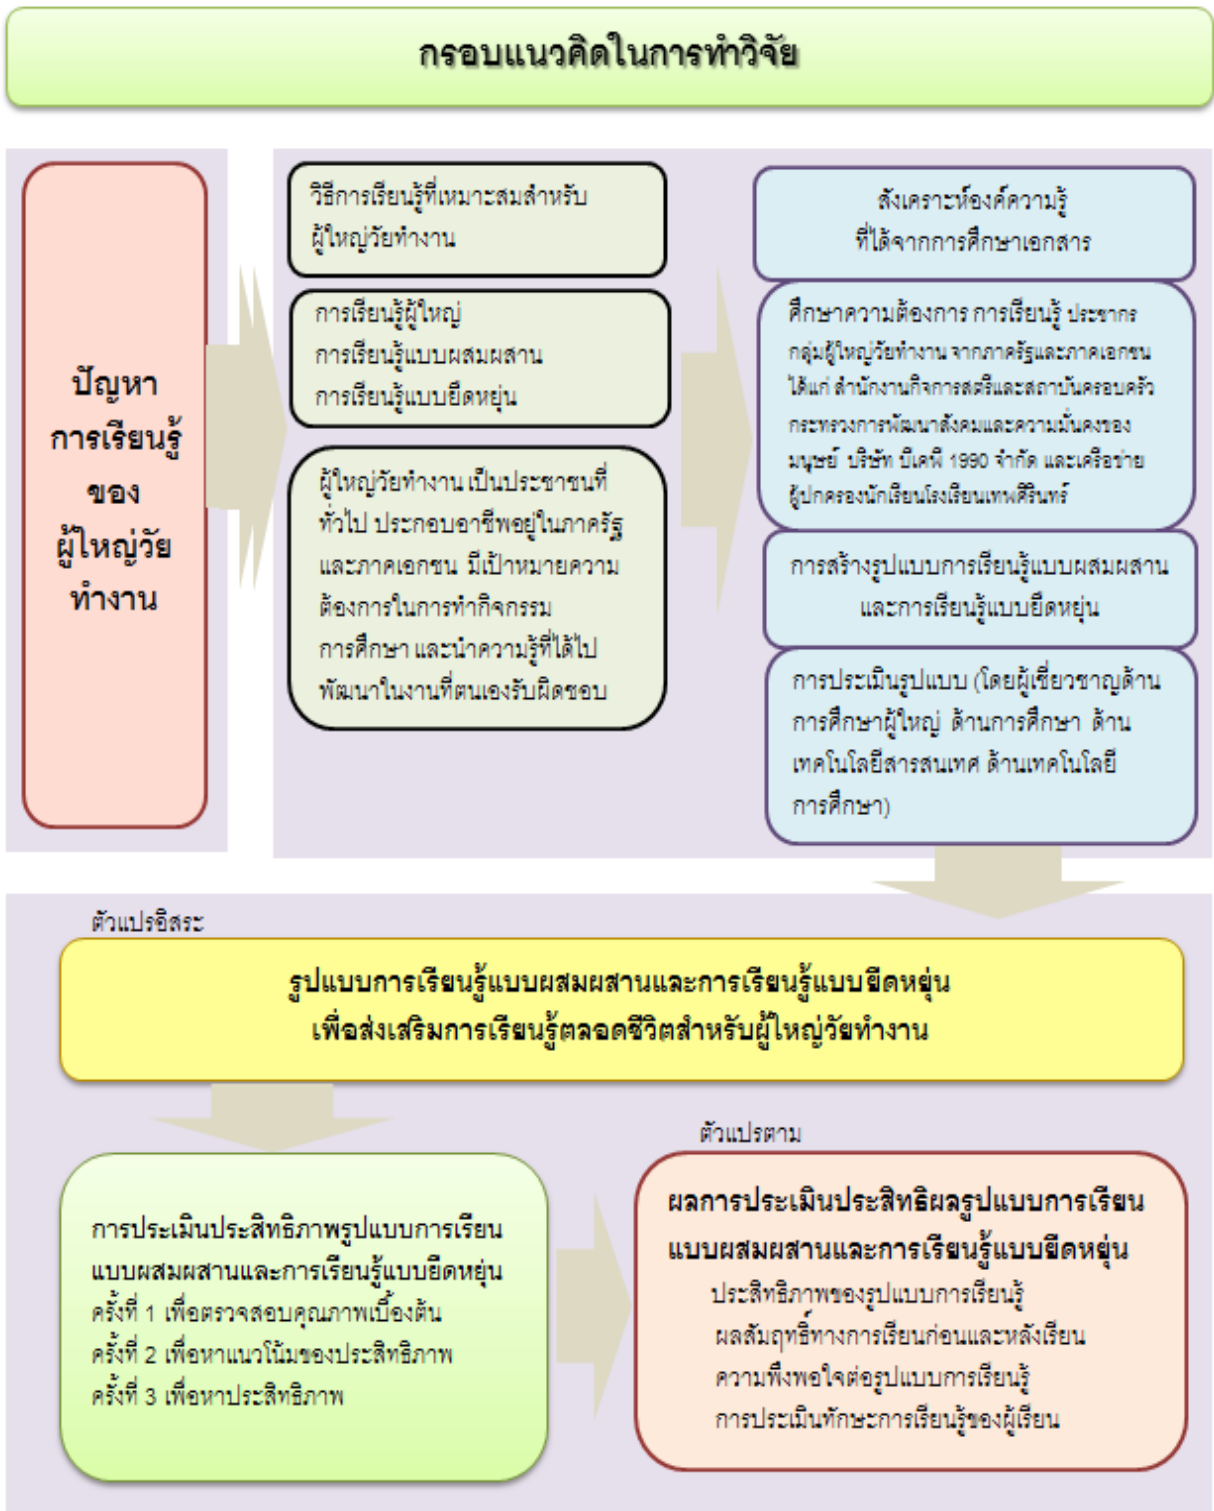 กรอบแนวคิดในการทำวิจัย
ปัญหา
การเรียนรู้
ของ
ผู้ใหญ่วัย
ทำงาน
วิธีการเรียนรู้ที่เหมาะสมสำหรับ
ผู้ใหญ่วัยทำงาน
การเรียนรู้ผู้ใหญ่
การเรียนรู้แบบผสมผสาน
การเรียนรู้แบบยืดหยุ่น
ผู้ใหญ่วัยทำงาน เป็นประชาชนที่
ทั่วไป ประกอบอาชีพอยู่ในภาครัฐ
และภาคเอกชน มีเป้าหมายความ
ต้องการในการทำกิจกรรม
การศึกษา และนำความรู้ที่ได้ไป
พัฒนาในงานที่ตนเองรับผิดชอบ
สังเคราะห์องค์ความรู้
ที่ได้จากการศึกษาเอกสาร
ศึกษาความต้องการ การเรียนรู้ ประชากร
กลุ่มผู้ใหญ่วัยทำงาน จากภาครัฐและภาคเอกชน
ได้แก่ สำนักงานกิจการสตรีและสถาบันครอบครัว
กระทรวงการพัฒนาสังคมและความมั่นคงของ
มนุษย์ บริษัท บีเคพี 1990 จำกัด และเครือข่าย
ผู้ปกครองนักเรียนโรงเรียนเทพศิรินทร์
การสร้างรูปแบบการเรียนรู้แบบผสมผสาน
และการเรียนรู้แบบยืดหยุ่น
การประเมินรูปแบบ (โดยผู้เชี่ยวชาญด้าน
การศึกษาผู้ใหญ่ ด้านการศึกษา ด้าน
เทคโนโลยีสารสนเทศ ด้านเทคโนโลยี
การศึกษา)
ตัวแปรอิสระ
รูปแบบการเรียนรู้แบบผสมผสานและการเรียนรู้แบบยืดหยุ่น
เพื่อส่งเสริมการเรียนรู้ตลอดชีวิตสำหรับผู้ใหญ่วัยทำงาน
การประเมินประสิทธิภาพรูปแบบการเรียน
แบบผสมผสานและการเรียนรู้แบบยืดหยุ่น
ครั้งที่ 1 เพื่อตรวจสอบคุณภาพเบื้องต้น
ครั้งที่ 2 เพื่อหาแนวโน้มของประสิทธิภาพ
ครั้งที่ 3 เพื่อหาประสิทธิภาพ
ตัวแปรตาม
ผลการประเมินประสิทธิผลรูปแบบการเรียน
แบบผสมผสานและการเรียนรู้แบบยืดหยุ่น
ประสิทธิภาพของรูปแบบการเรียนรู้
ผลสัมฤทธิ์ทางการเรียนก่อนและหลังเรียน
ความพึงพอใจต่อรูปแบบการเรียนรู้
การประเมินทักษะการเรียนรู้ของผู้เรียน